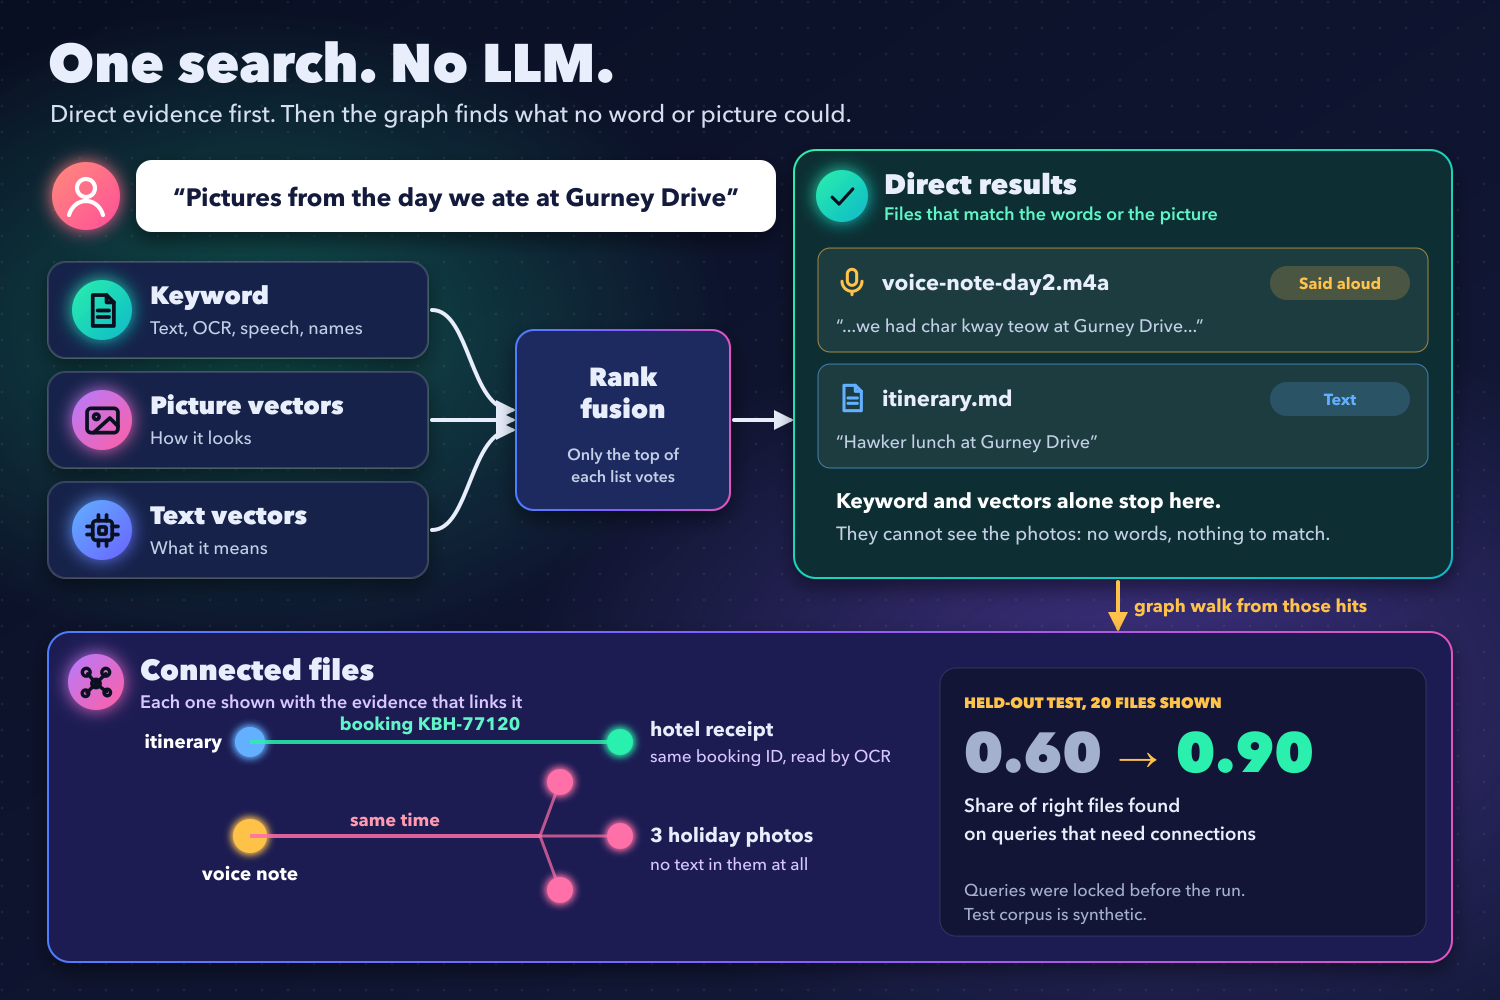 One search. No LLM.
Direct evidence first. Then the graph finds what no word or picture could.
“Pictures from the day we ate at Gurney Drive”
Keyword
Text, OCR, speech, names
Picture vectors
How it looks
Text vectors
What it means
Rank
fusion
Only the top of
each list votes
Direct results
Files that match the words or the picture
voice-note-day2.m4a
Said aloud
“...we had char kway teow at Gurney Drive...”
itinerary.md
Text
“Hawker lunch at Gurney Drive”
Keyword and vectors alone stop here.
They cannot see the photos: no words, nothing to match.
graph walk from those hits
Connected files
Each one shown with the evidence that links it
booking KBH-77120
itinerary
hotel receipt
same booking ID, read by OCR
same time
voice note
3 holiday photos
no text in them at all
HELD-OUT TEST, 20 FILES SHOWN
0.60 → 0.90
Share of right files found
on queries that need connections
Queries were locked before the run.
Test corpus is synthetic.